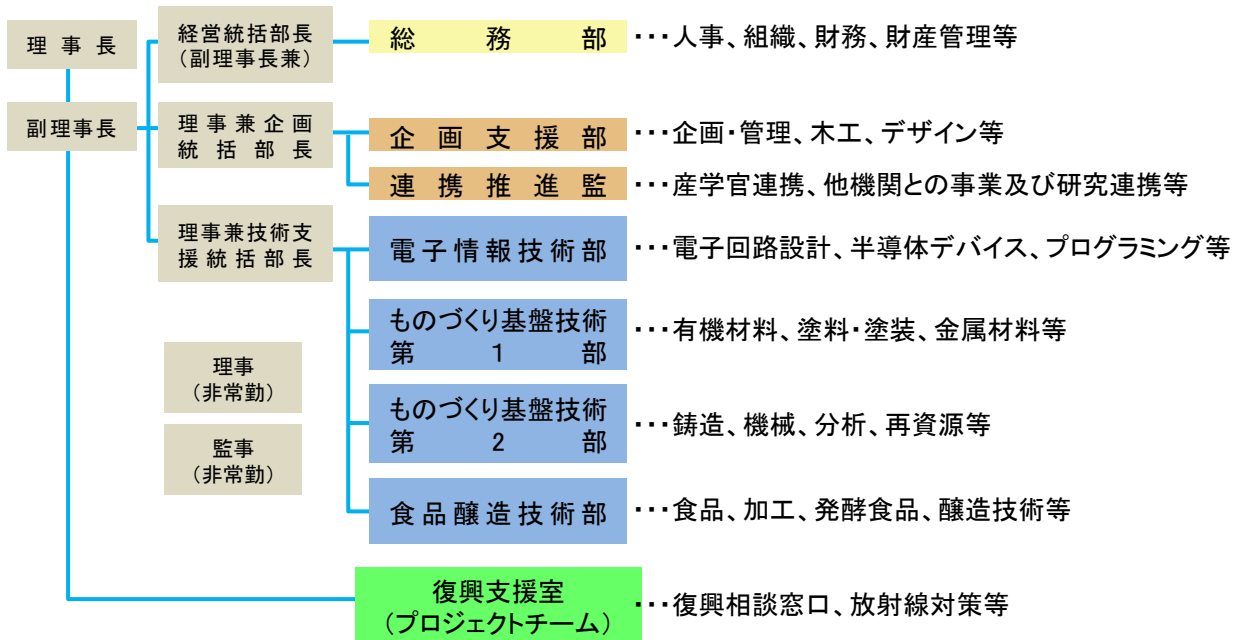 理事長
副理事長
経営統括部長
（副理事長兼）
総務部
･･･人事、組織、財務、財産管理等
理事兼企画
統括部長
企画支援部
･･･企画・管理、木工、デザイン等
連携推進監
･･･産学官連携、他機関との事業及び研究連携等
理事兼技術支
援統括部長
電子情報技術部
･･･電子回路設計、半導体デバイス、プログラミング等
ものづくり基盤技術
第1部
･･･有機材料、塗料・塗装、金属材料等
理事
（非常勤）
ものづくり基盤技術
第2部
･･･鋳造、機械、分析、再資源等
監事
（非常勤）
食品醸造技術部
･･･食品、加工、発酵食品、醸造技術等
復興支援室
（プロジェクトチーム）
･･･復興相談窓口、放射線対策等